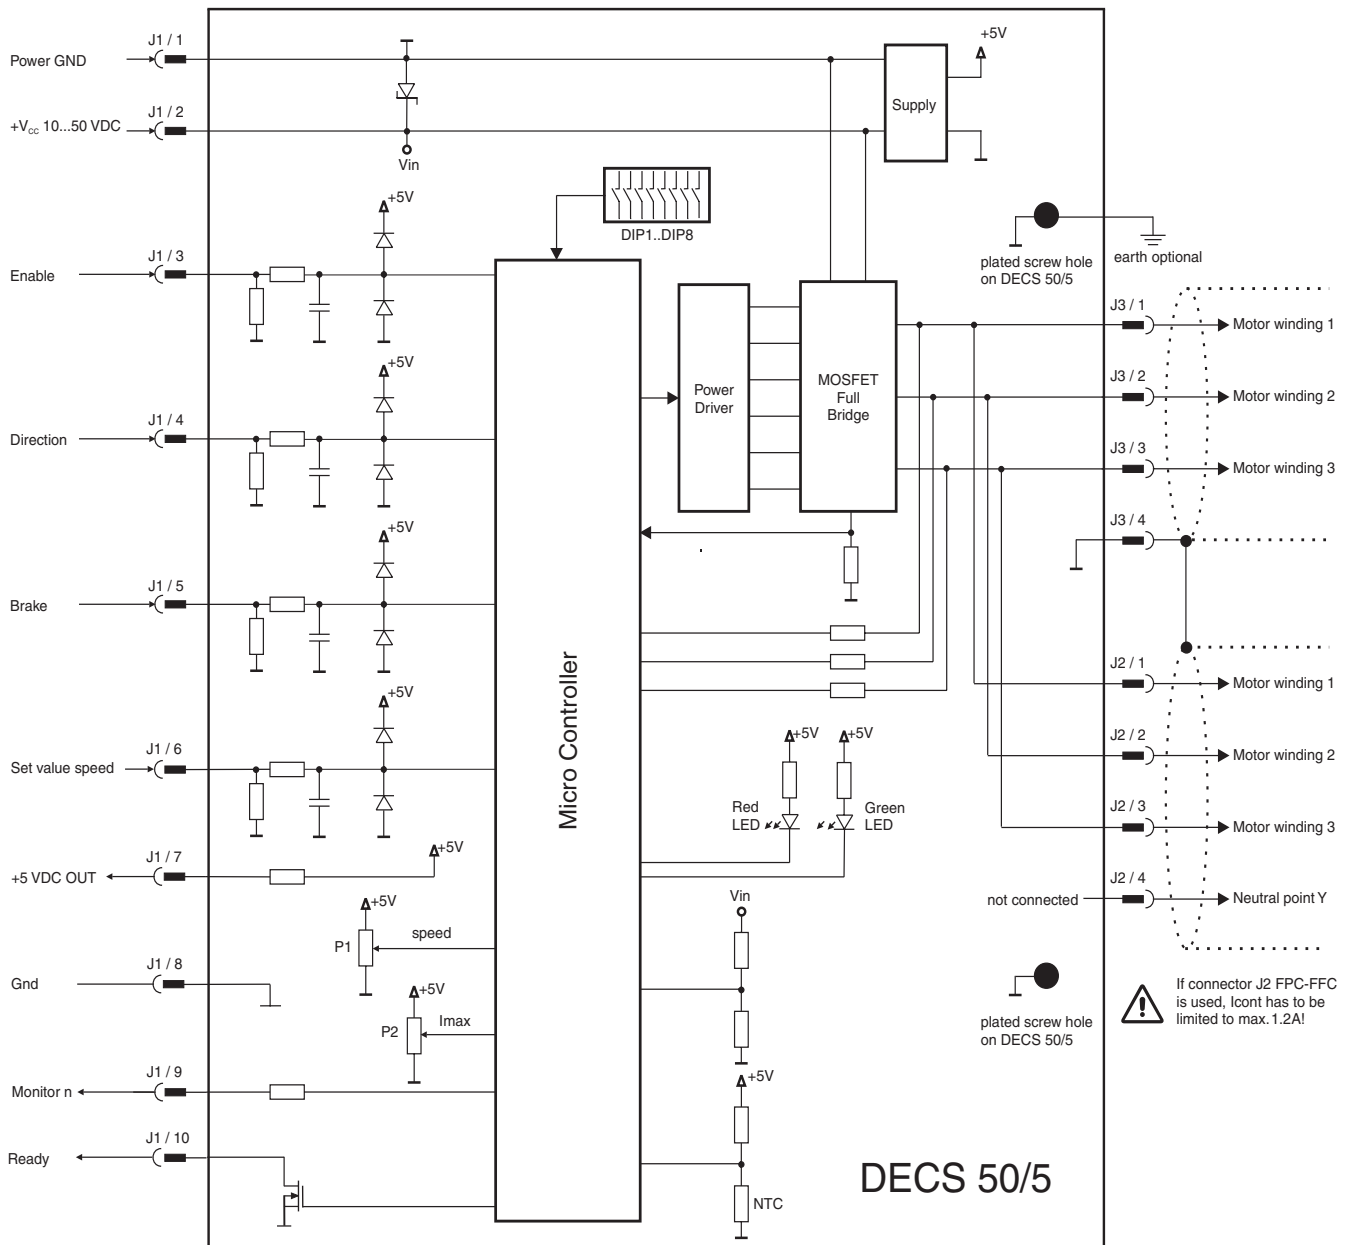 J1 / 1
Power GND
+5V
Supply
J1 / 2
+Vcc 10...50 VDC
Vin
+5V
DIP1..DIP8
J1 / 3
Enable
plated screw hole
on DECS 50/5
earth optional
J3 / 1
Motor winding 1
+5V
J3 / 2
Motor winding 2
Power
Driver
MOSFET
Full
Bridge
J1 / 4
Direction
J3 / 3
Motor winding 3
J3 / 4
+5V
J1 / 5
Brake
Micro Controller
J2 / 1
Motor winding 1
+5V
J1 / 6
Set value speed
+5V
+5V
J2 / 2
Motor winding 2
Red
LED
Green
LED
J2 / 3
Motor winding 3
J1 / 7
+5 VDC OUT
+5V
J2 / 4
not connected
Neutral point Y
Vin
+5V
P1
speed
J1 / 8
Gnd
+5V
P2
Imax
If connector J2 FPC-FFC
is used, Icont has to be
limited to max. 1.2A!
plated screw hole
on DECS 50/5
J1 / 9
Monitor n
+5V
J1 / 10
Ready
NTC
DECS 50/5